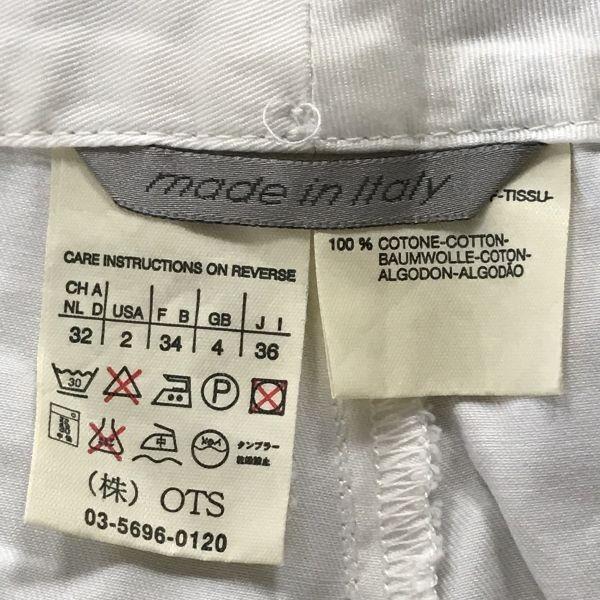 made in Italy
CARE INSTRUCTIONS ON REVERSE
CH A USA F B GB J I
NL D
32 2 34 4 36
30 P
中
タンブラー
乾燥禁止
(株) OTS
03-5696-0120
-TISSU-
100 % COTONE-COTTON-
BAUMWOLLE-COTON-
ALGODON-ALGODÃO